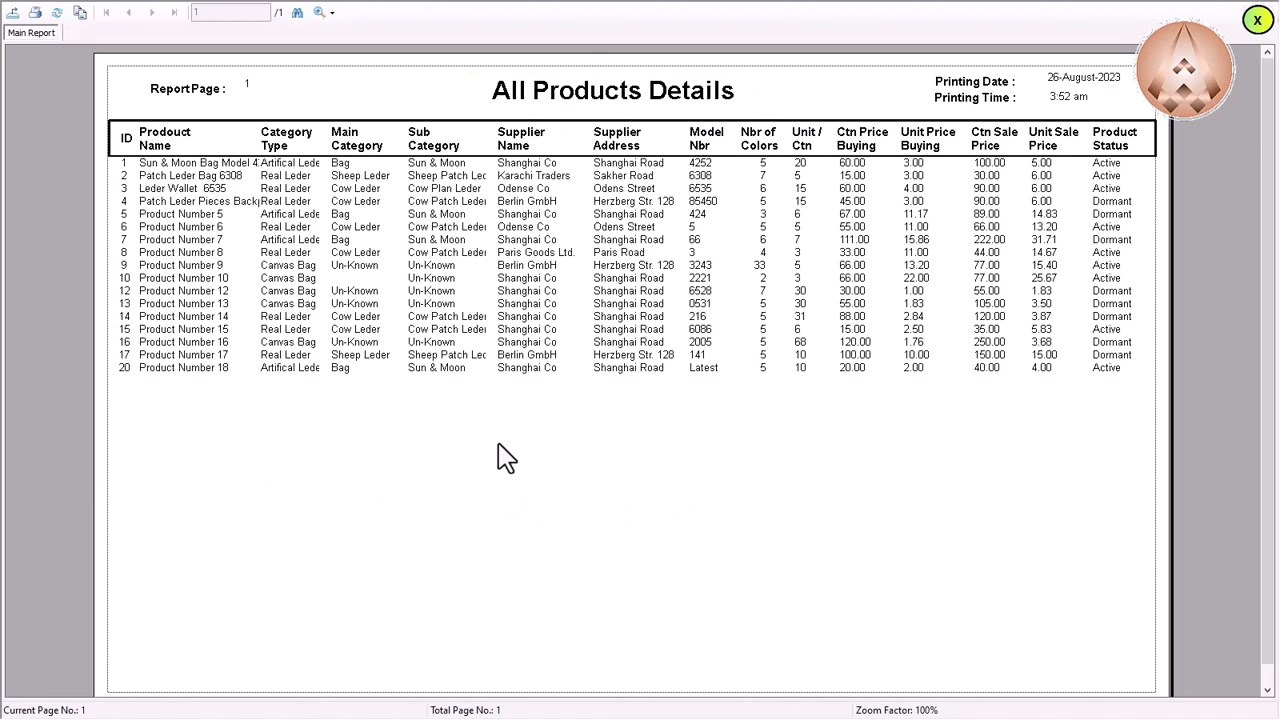 1 /1
X
Main Report
Report Page : 1
All Products Details
Printing Date : 26-August-2023
Printing Time : 3:52 am
ID Prodouct Name Category Type Main Category Sub Category Supplier Name Supplier Address Model Nbr Nbr of Colors Unit / Ctn Ctn Price Buying Unit Price Buying Ctn Sale Price Unit Sale Price Product Status
1 Sun & Moon Bag Model 4 Artifical Lede Bag Sun & Moon Shanghai Co Shanghai Road 4252 5 20 60.00 3.00 100.00 5.00 Active
2 Patch Leder Bag 6308 Real Leder Sheep Leder Sheep Patch Lec Karachi Traders Sakher Road 6308 7 5 15.00 3.00 30.00 6.00 Active
3 Leder Wallet 6535 Real Leder Cow Leder Cow Plan Leder Odense Co Odens Street 6535 6 15 60.00 4.00 90.00 6.00 Active
4 Patch Leder Pieces Back Real Leder Cow Leder Cow Patch Leder Berlin GmbH Herzberg Str. 128 85450 5 15 45.00 3.00 90.00 6.00 Dormant
5 Product Number 5 Artifical Lede Bag Sun & Moon Shanghai Co Shanghai Road 424 3 6 67.00 11.17 89.00 14.83 Active
6 Product Number 6 Real Leder Cow Leder Cow Patch Leder Odense Co Odens Street 5 5 5 55.00 11.00 66.00 13.20 Active
7 Product Number 7 Artifical Lede Bag Sun & Moon Shanghai Co Shanghai Road 66 6 7 111.00 15.86 222.00 31.71 Dormant
8 Product Number 8 Real Leder Cow Leder Cow Patch Leder Paris Goods Ltd. Paris Road 3 4 3 33.00 11.00 44.00 14.67 Active
9 Product Number 9 Canvas Bag Un-Known Un-Known Berlin GmbH Herzberg Str. 128 3243 33 5 66.00 13.20 77.00 15.40 Active
10 Product Number 10 Canvas Bag Un-Known Shanghai Co Shanghai Road 2221 2 3 66.00 22.00 77.00 25.67 Active
12 Product Number 12 Canvas Bag Un-Known Un-Known Shanghai Co Shanghai Road 6528 7 30 30.00 1.00 55.00 1.83 Dormant
13 Product Number 13 Canvas Bag Un-Known Un-Known Shanghai Co Shanghai Road 0531 5 30 55.00 1.83 105.00 3.50 Dormant
14 Product Number 14 Real Leder Cow Leder Cow Patch Leder Shanghai Co Shanghai Road 216 5 31 88.00 2.84 120.00 3.87 Dormant
15 Product Number 15 Real Leder Cow Leder Cow Patch Leder Shanghai Co Shanghai Road 6086 5 6 15.00 2.50 35.00 5.83 Active
16 Product Number 16 Canvas Bag Un-Known Un-Known Shanghai Co Shanghai Road 2005 5 68 120.00 1.76 250.00 3.68 Dormant
17 Product Number 17 Real Leder Sheep Leder Sheep Patch Lec Berlin GmbH Herzberg Str. 128 141 5 10 100.00 10.00 150.00 15.00 Dormant
20 Product Number 18 Artifical Lede Bag Sun & Moon Shanghai Co Shanghai Road Latest 5 10 20.00 2.00 40.00 4.00 Active
Current Page No.: 1 Total Page No.: 1 Zoom Factor: 100%